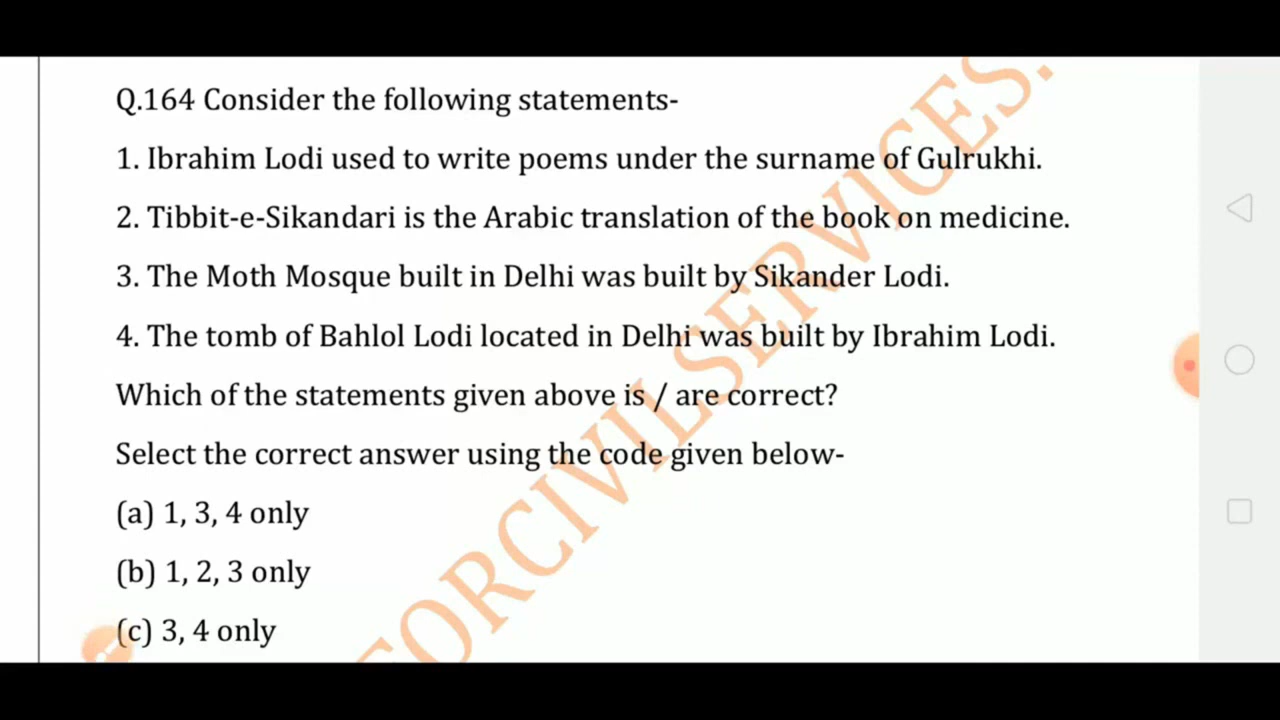 Q.164 Consider the following statements-
1. Ibrahim Lodi used to write poems under the surname of Gulrukhi.
2. Tibbit-e-Sikandari is the Arabic translation of the book on medicine.
3. The Moth Mosque built in Delhi was built by Sikander Lodi.
4. The tomb of Bahlol Lodi located in Delhi was built by Ibrahim Lodi.
Which of the statements given above is / are correct?
Select the correct answer using the code given below-
(a) 1, 3, 4 only
(b) 1, 2, 3 only
(c) 3, 4 only
FORCIVILSERVICES.